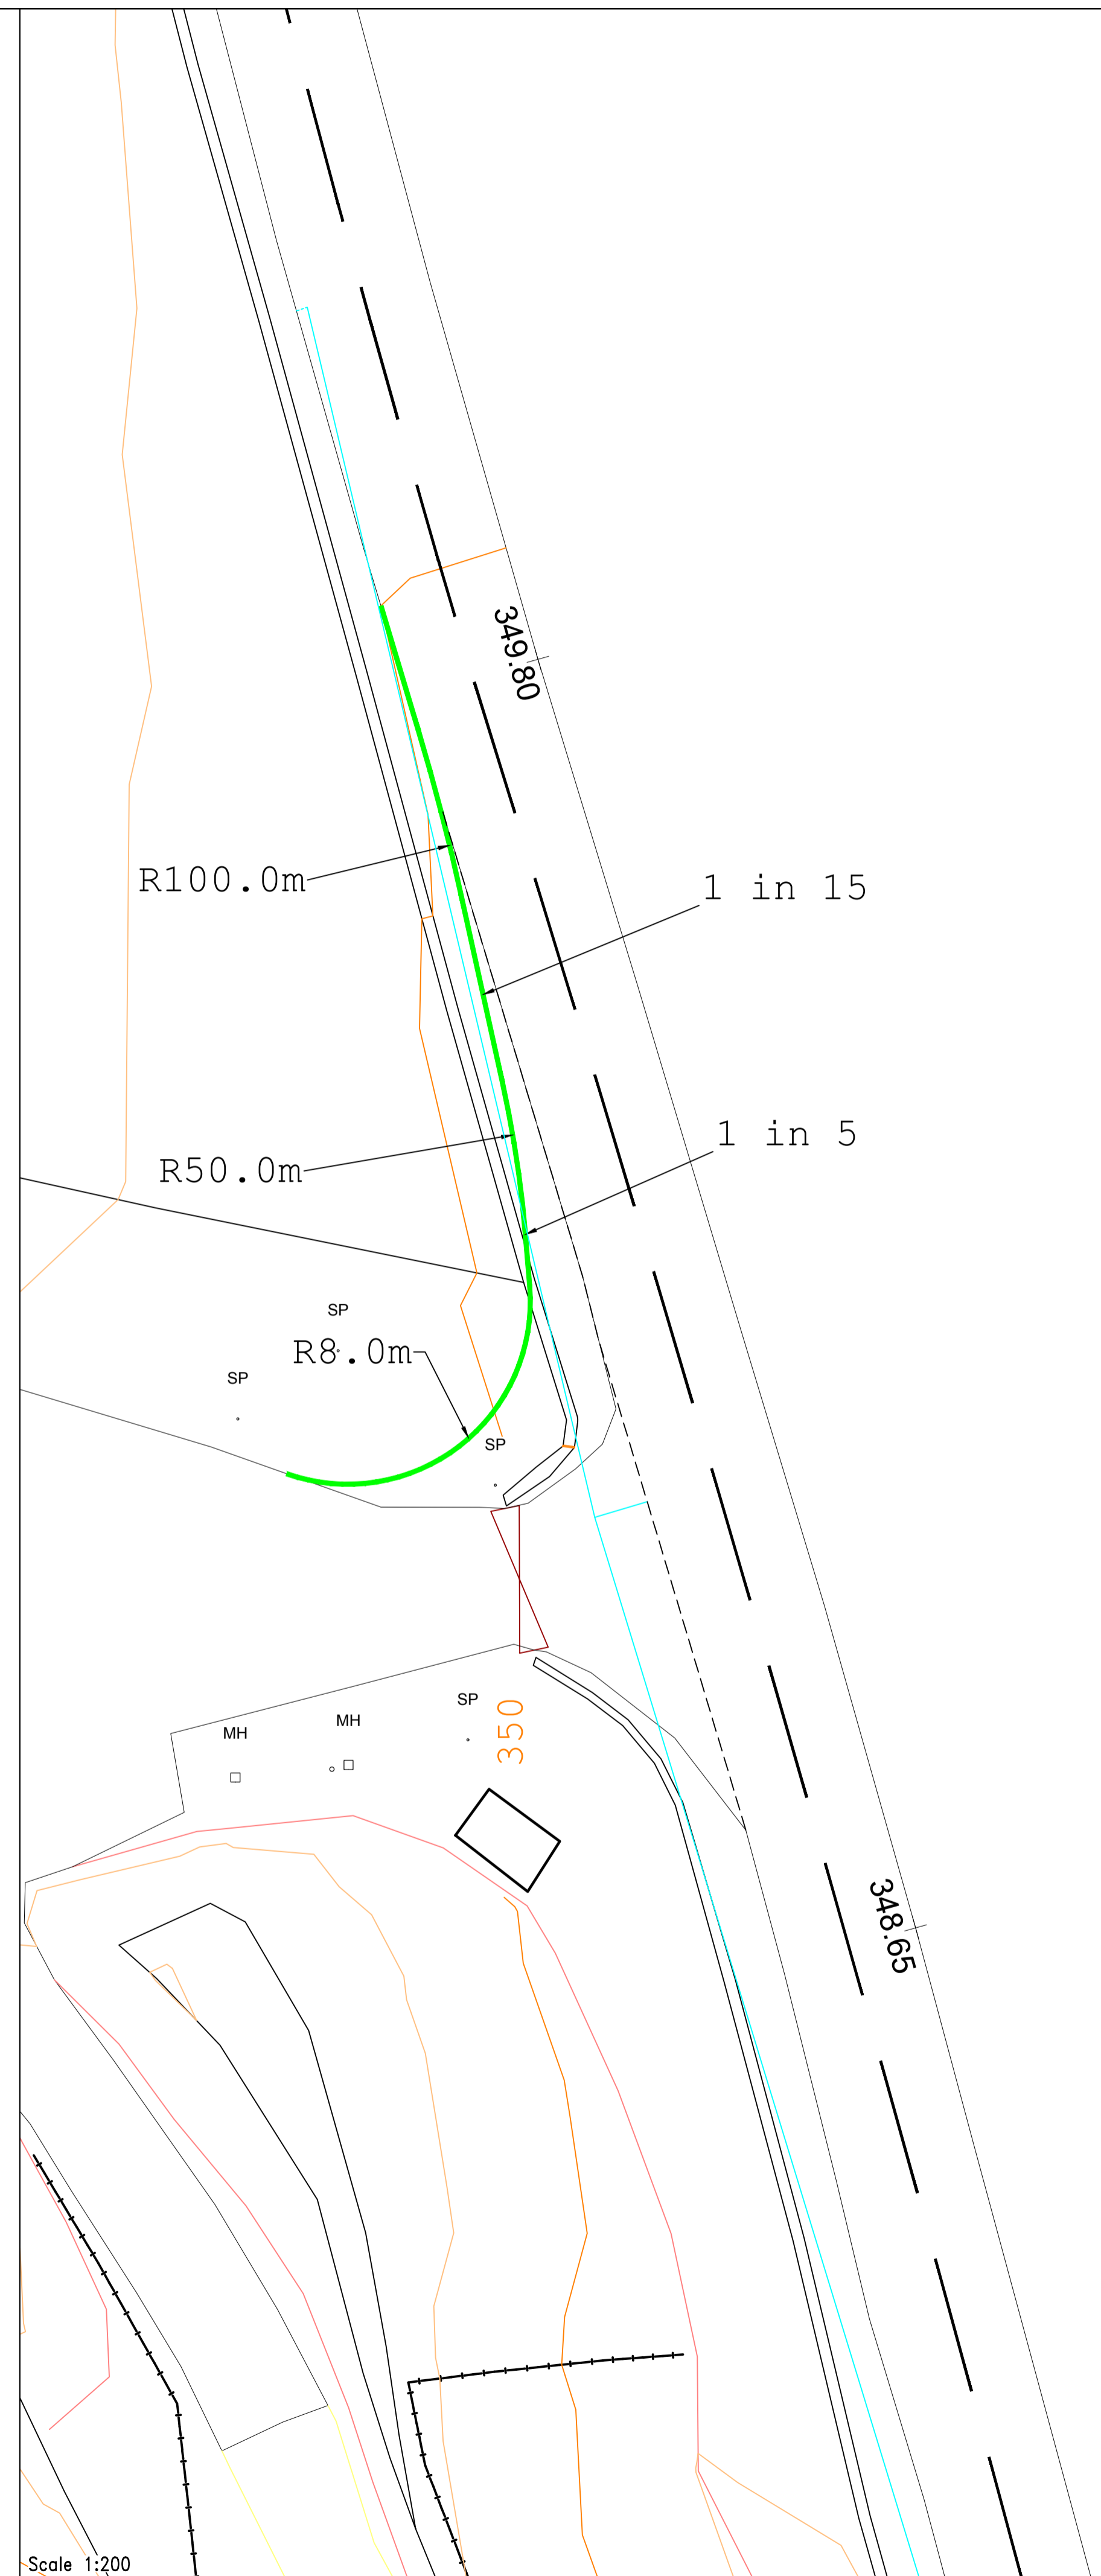 349.80
R100.0m
1 in 15
1 in 5
R50.0m
SP
R8.0m
SP
SP
SP
350
MH
MH
348.65
Scale 1:200